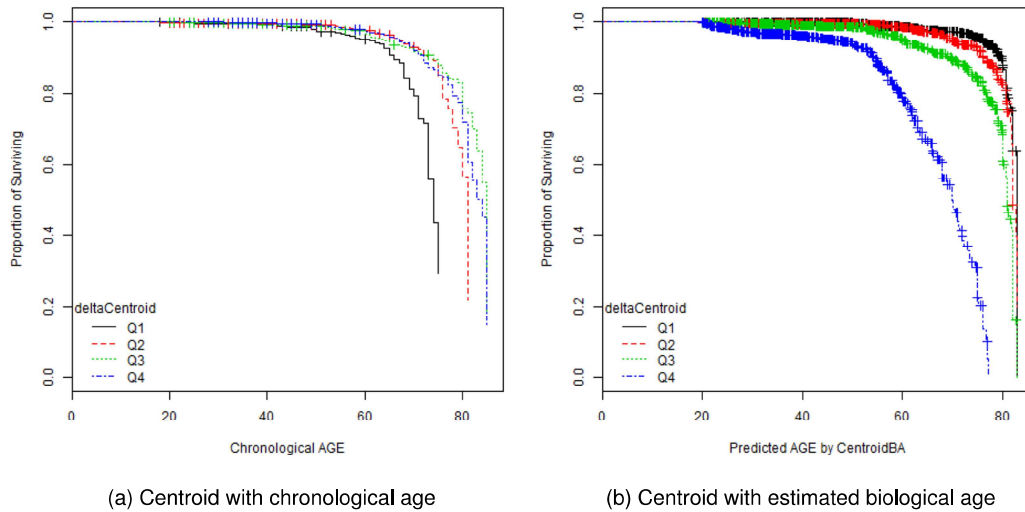 1.0
0.8
0.6
0.4
0.2
0.0
Proportion of Surviving
deltaCentroid
Q1
Q2
Q3
Q4
0 20 40 60 80
Chronological AGE
(a) Centroid with chronological age
1.0
0.8
0.6
0.4
0.2
0.0
Proportion of Surviving
deltaCentroid
Q1
Q2
Q3
Q4
0 20 40 60 80
Predicted AGE by CentroidBA
(b) Centroid with estimated biological age